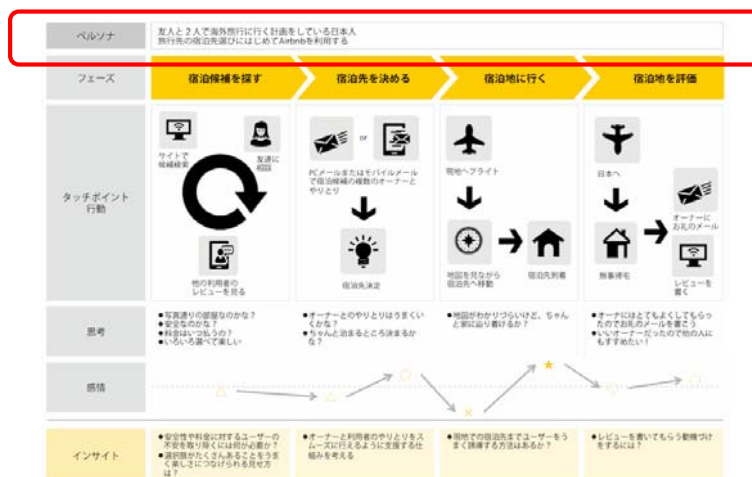 ペルソナ
友人と2人で海外旅行に行く計画をしている日本人
旅行先の宿泊先選びにはじめてAirbnbを利用する
フェーズ
宿泊候補を探す
宿泊先を決める
宿泊地に行く
宿泊地を評価
タッチポイント
行動
サイトで
候補検索
友達に
相談
他の利用者の
レビューを見る
or
PCメールまたはモバイルメール
で宿泊候補の複数のオーナーと
やりとり
宿泊先決定
現地へフライト
地図を見ながら
宿泊先へ移動
宿泊先到着
日本へ
無事帰宅
オーナーに
お礼のメール
レビューを
書く
思考
●写真通りの部屋なのかな?
●安全なのかな?
●料金はいつ払うの?
●いろいろ選べて楽しい
●オーナーとのやりとりはうまくい
くかな?
●ちゃんと泊まるところ決まるか
な?
●地図がわかりづらいけど、ちゃん
と家に辿り着けるか?
●オーナにはとてもよくしてもらっ
たのでお礼のメールを書こう
●いいオーナーだったので他の人に
もすすめたい!
感情
インサイト
●安全性や料金に対するユーザーの
不安を取り除くには何が必要か?
●選択肢がたくさんあることをうま
く楽しさにつなげられる見せ方
は?
●オーナーと利用者のやりとりをス
ムーズに行えるように支援する仕
組みを考える
●現地での宿泊先までユーザーをう
まく誘導する方法はあるか?
●レビューを書いてもらう動機づけ
をするには?